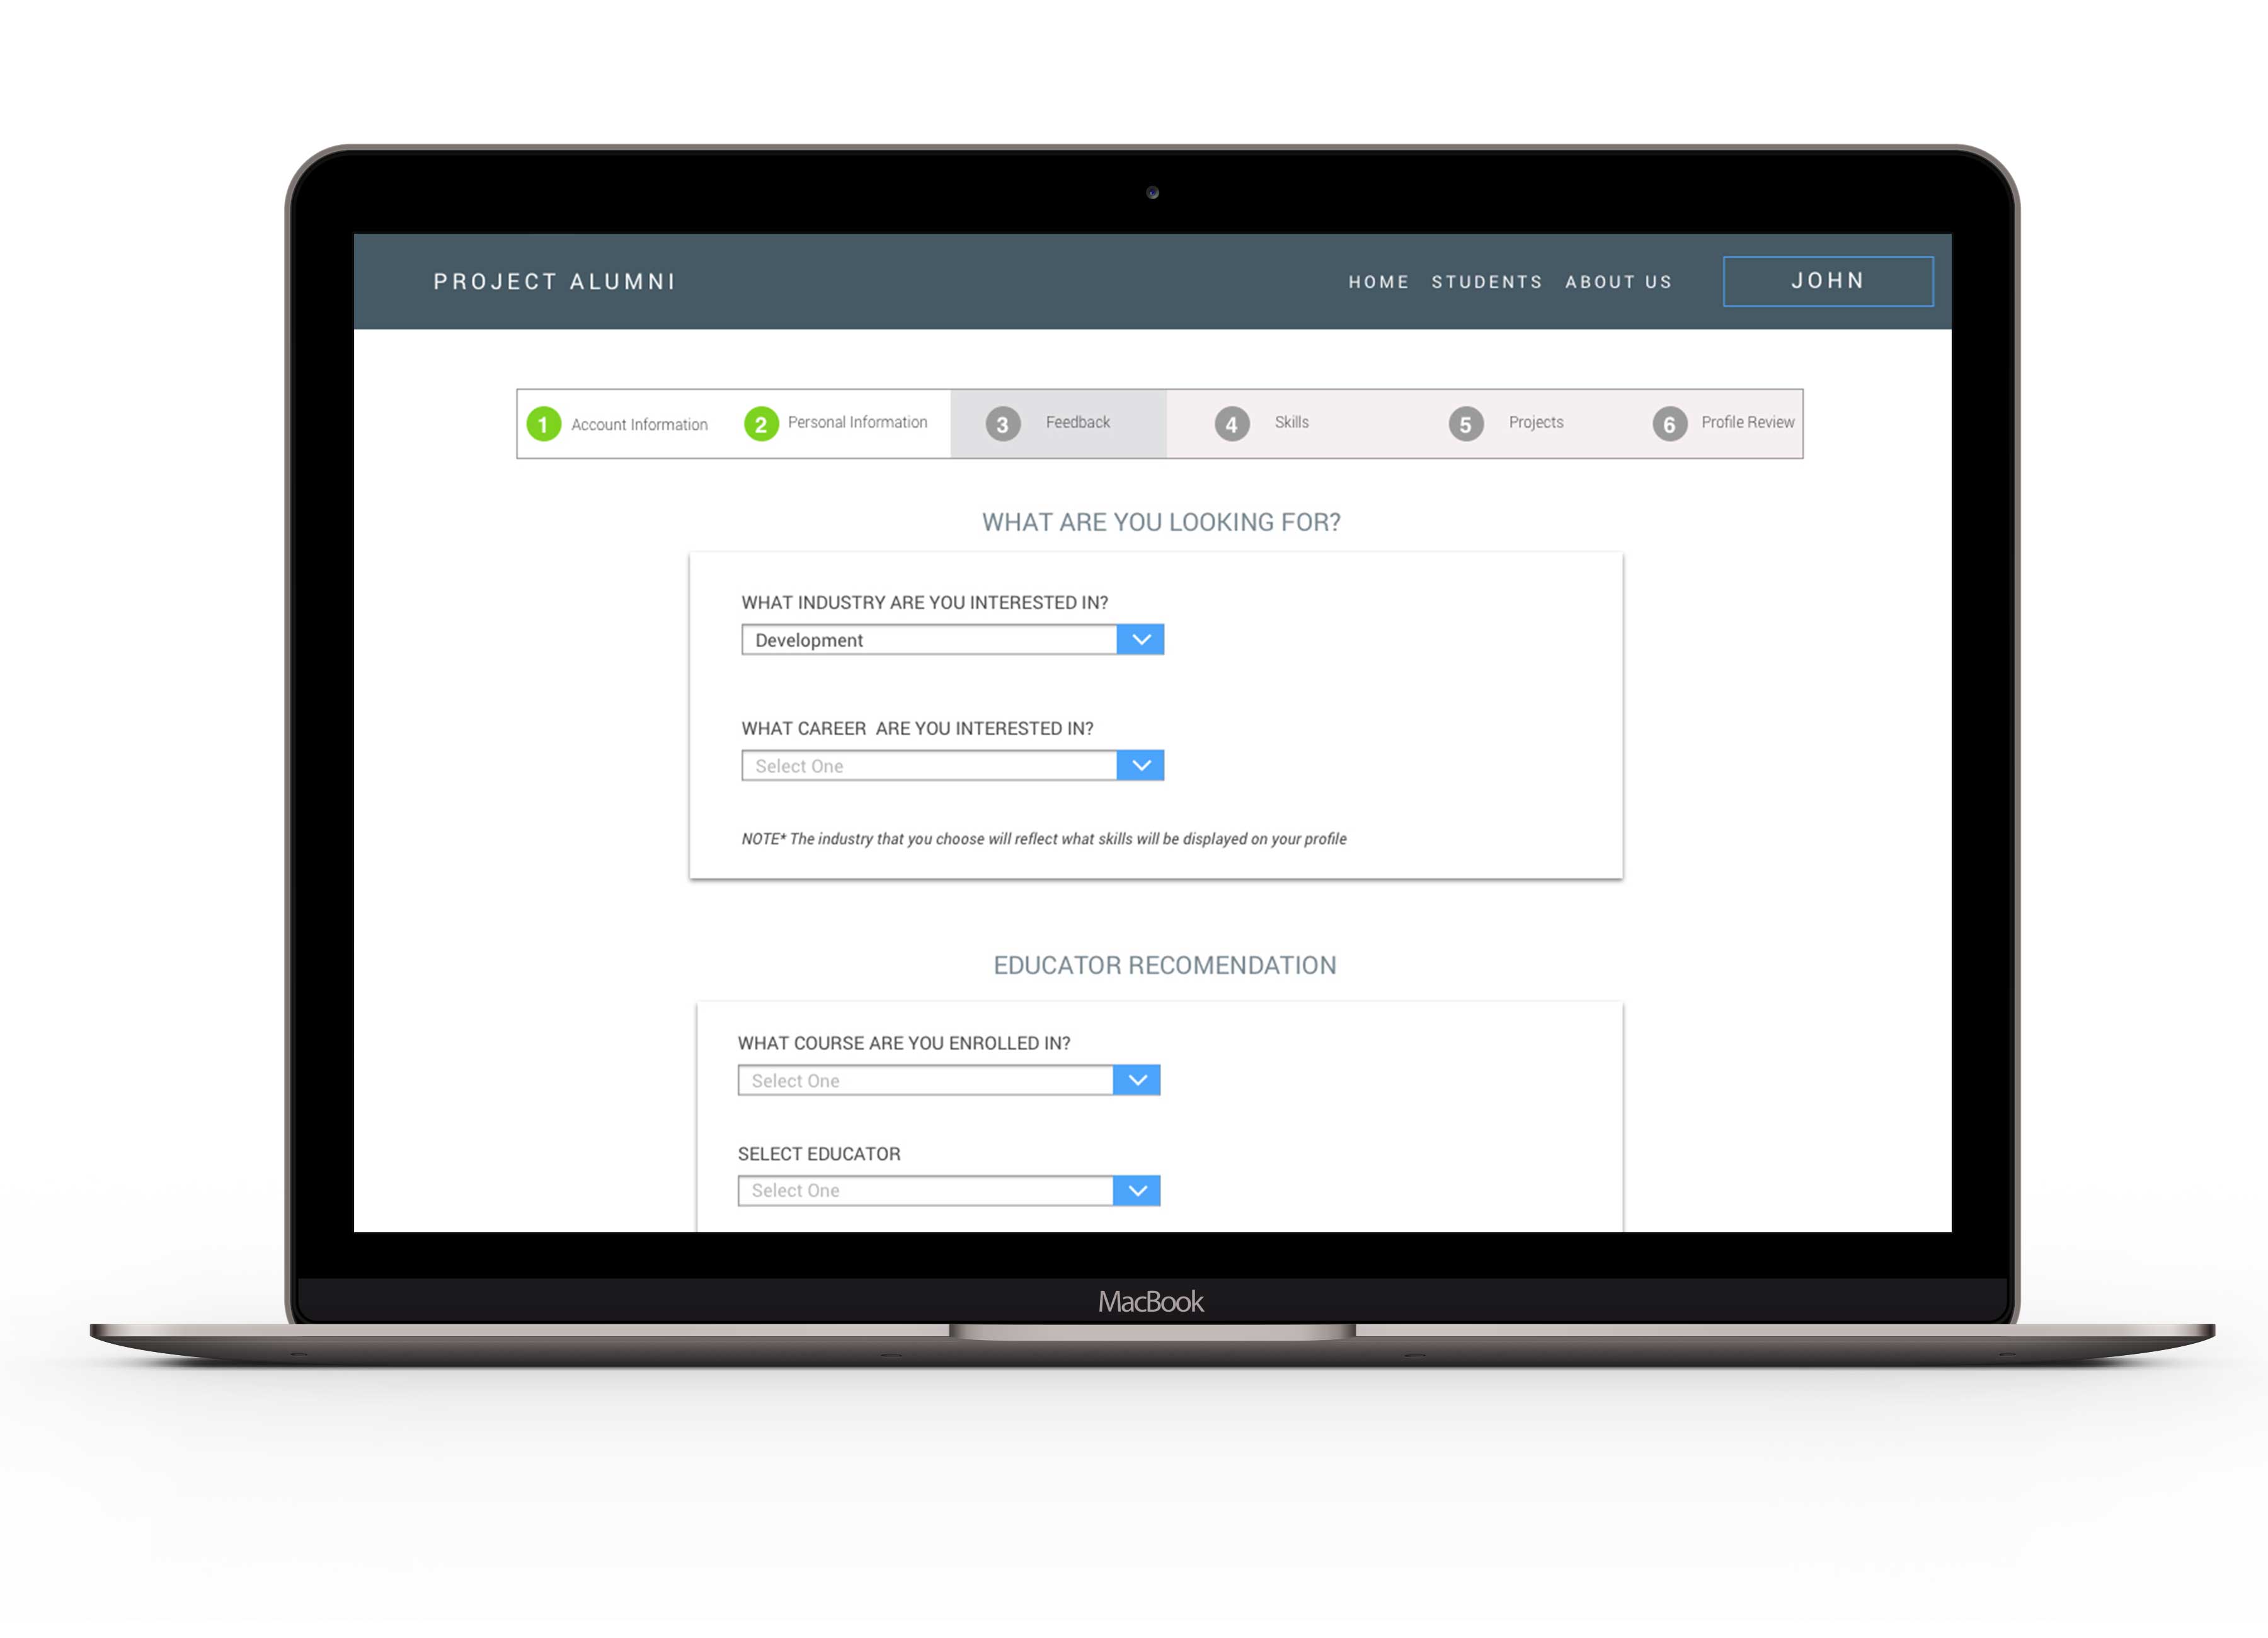 PROJECT ALUMNI HOME STUDENTS ABOUT US JOHN
1 Account Information 2 Personal Information 3 Feedback 4 Skills 5 Projects 6 Profile Review
WHAT ARE YOU LOOKING FOR?
WHAT INDUSTRY ARE YOU INTERESTED IN?
Development
WHAT CAREER ARE YOU INTERESTED IN?
Select One
NOTE* The industry that you choose will reflect what skills will be displayed on your profile
EDUCATOR RECOMENDATION
WHAT COURSE ARE YOU ENROLLED IN?
Select One
SELECT EDUCATOR
Select One
MacBook